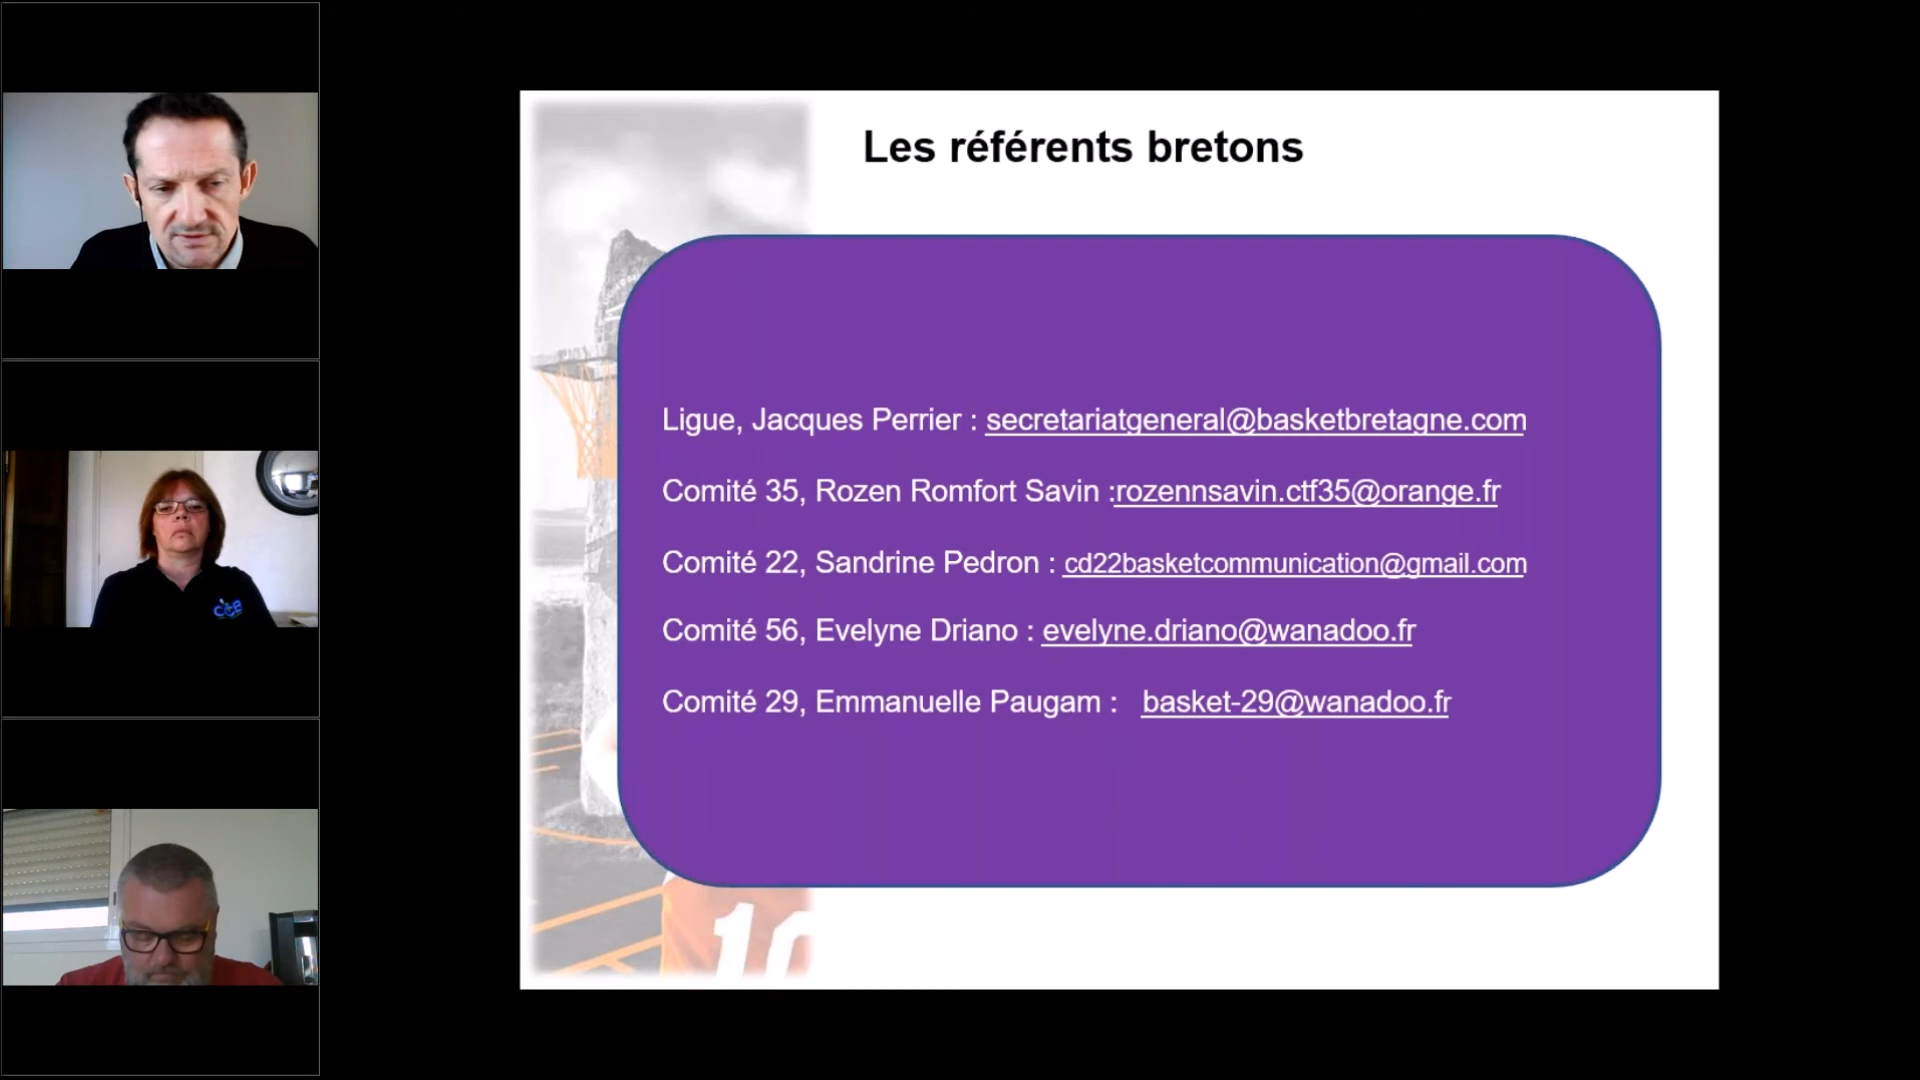 Les référents bretons
Ligue, Jacques Perrier : secretariatgeneral@basketbretagne.com
Comité 35, Rozen Romfort Savin :rozennsavin.ctf35@orange.fr
Comité 22, Sandrine Pedron : cd22basketcommunication@gmail.com
Comité 56, Evelyne Driano : evelyne.driano@wanadoo.fr
Comité 29, Emmanuelle Paugam : basket-29@wanadoo.fr
10